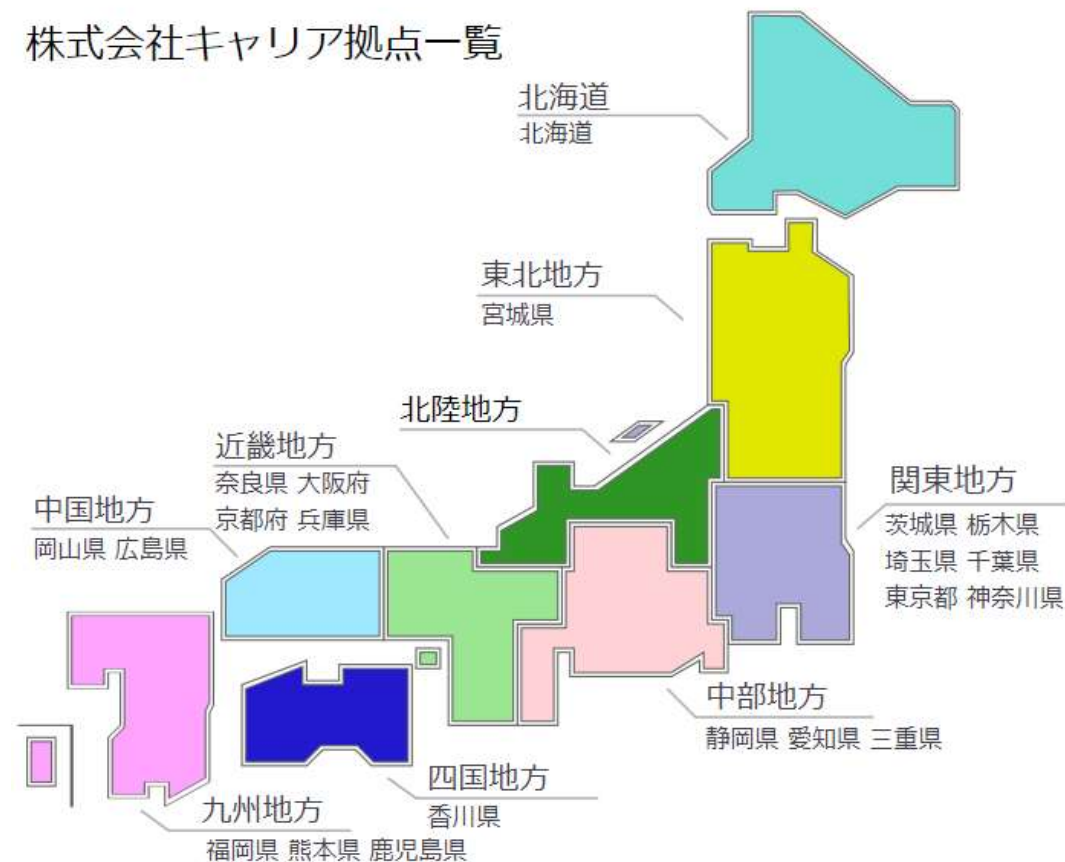 株式会社キャリア拠点一覧
北海道
北海道
東北地方
宮城県
北陸地方
近畿地方
奈良県 大阪府
京都府 兵庫県
中国地方
岡山県 広島県
関東地方
茨城県 栃木県
埼玉県 千葉県
東京都 神奈川県
中部地方
静岡県 愛知県 三重県
四国地方
香川県
九州地方
福岡県 熊本県 鹿児島県